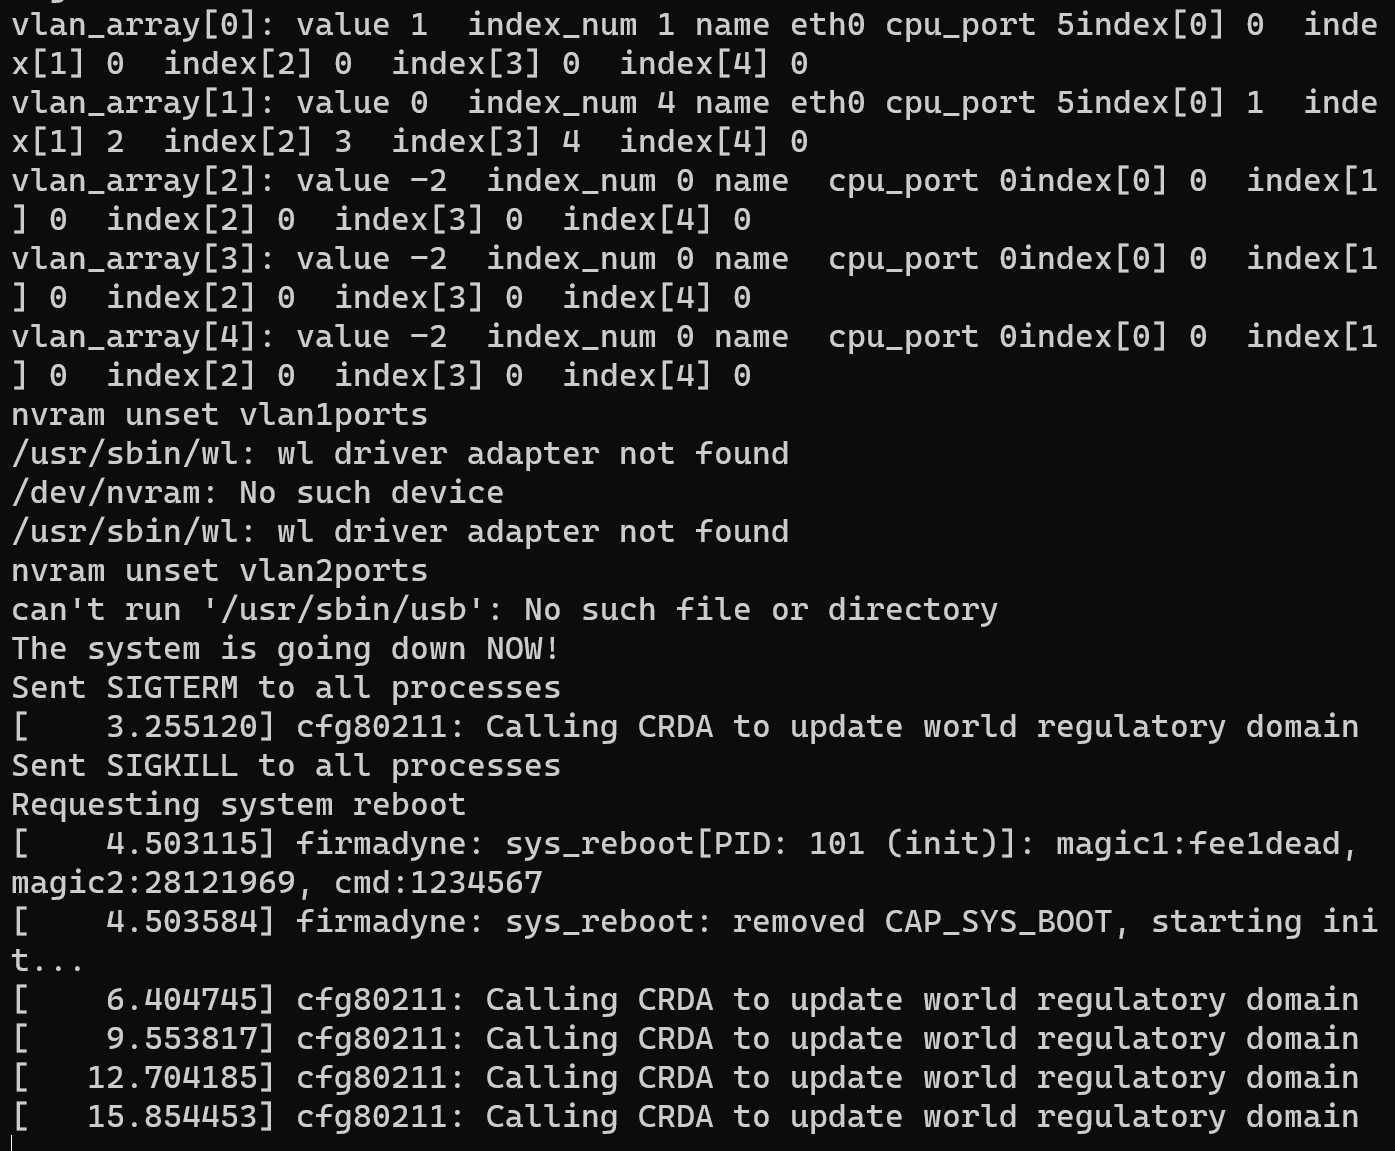 vlan_array[0]: value 1  index_num 1 name eth0 cpu_port 5index[0] 0  inde
x[1] 0  index[2] 0  index[3] 0  index[4] 0
vlan_array[1]: value 0  index_num 4 name eth0 cpu_port 5index[0] 1  inde
x[1] 2  index[2] 3  index[3] 4  index[4] 0
vlan_array[2]: value -2  index_num 0 name  cpu_port 0index[0] 0  index[1
] 0  index[2] 0  index[3] 0  index[4] 0
vlan_array[3]: value -2  index_num 0 name  cpu_port 0index[0] 0  index[1
] 0  index[2] 0  index[3] 0  index[4] 0
vlan_array[4]: value -2  index_num 0 name  cpu_port 0index[0] 0  index[1
] 0  index[2] 0  index[3] 0  index[4] 0
nvram unset vlan1ports
/usr/sbin/wl: wl driver adapter not found
/dev/nvram: No such device
/usr/sbin/wl: wl driver adapter not found
nvram unset vlan2ports
can't run '/usr/sbin/usb': No such file or directory
The system is going down NOW!
Sent SIGTERM to all processes
[    3.255120] cfg80211: Calling CRDA to update world regulatory domain
Sent SIGKILL to all processes
Requesting system reboot
[    4.503115] firmadyne: sys_reboot[PID: 101 (init)]: magic1:fee1dead,
magic2:28121969, cmd:1234567
[    4.503584] firmadyne: sys_reboot: removed CAP_SYS_BOOT, starting ini
t...
[    6.404745] cfg80211: Calling CRDA to update world regulatory domain
[    9.553817] cfg80211: Calling CRDA to update world regulatory domain
[   12.704185] cfg80211: Calling CRDA to update world regulatory domain
[   15.854453] cfg80211: Calling CRDA to update world regulatory domain